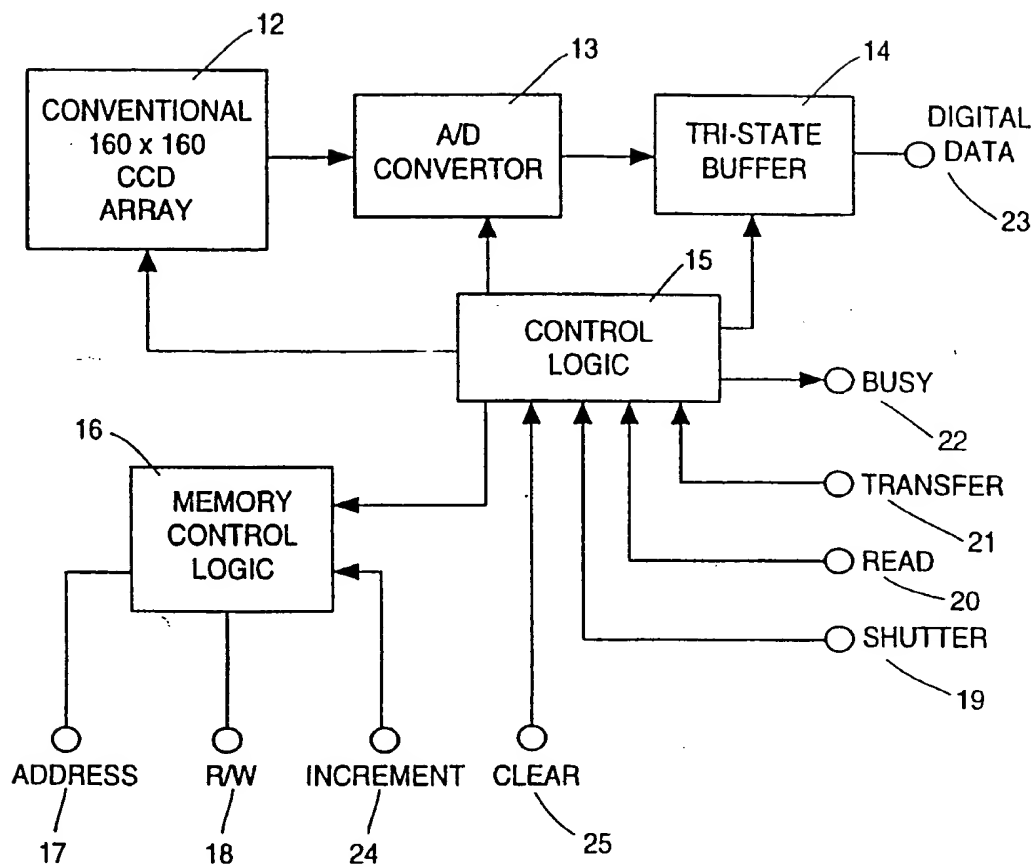 12
13
14
CONVENTIONAL
160 x 160
CCD
ARRAY
A/D
CONVERTOR
TRI-STATE
BUFFER
DIGITAL
DATA
23
15
CONTROL
LOGIC
BUSY
22
16
MEMORY
CONTROL
LOGIC
TRANSFER
21
READ
20
SHUTTER
19
ADDRESS
R/W
INCREMENT
CLEAR
17
18
24
25